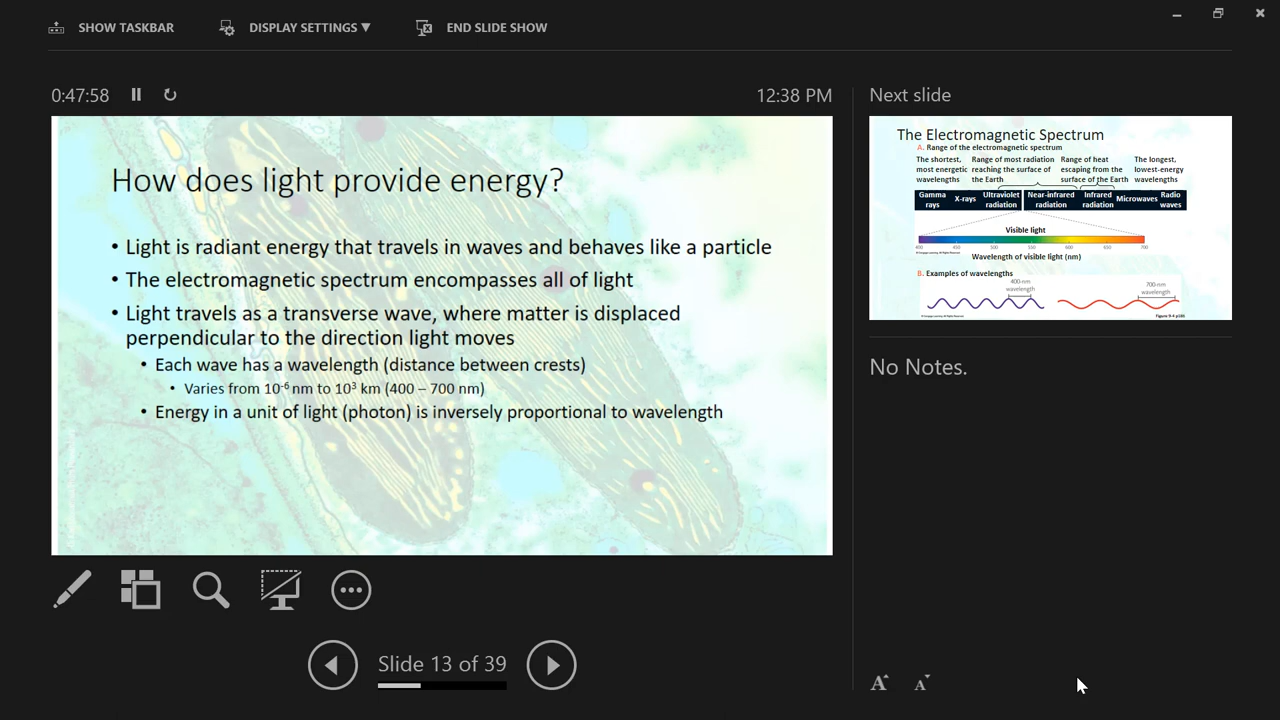 SHOW TASKBAR
DISPLAY SETTINGS ▼
END SLIDE SHOW
0:47:58
12:38 PM
How does light provide energy?
• Light is radiant energy that travels in waves and behaves like a particle
• The electromagnetic spectrum encompasses all of light
• Light travels as a transverse wave, where matter is displaced
perpendicular to the direction light moves
• Each wave has a wavelength (distance between crests)
• Varies from 10⁻⁶ nm to 10³ km (400 – 700 nm)
• Energy in a unit of light (photon) is inversely proportional to wavelength
Slide 13 of 39
Next slide
The Electromagnetic Spectrum
A. Range of the electromagnetic spectrum
The shortest,
most energetic
wavelengths
Range of most radiation
reaching the surface of
the Earth
Range of heat
escaping from the
surface of the Earth
The longest,
lowest-energy
wavelengths
Gamma
rays
X-rays
Ultraviolet
radiation
Near-infrared
radiation
Infrared
radiation
Microwaves
Radio
waves
Visible light
400 450 500 550 600 650 700
Wavelength of visible light (nm)
B. Examples of wavelengths
400-nm
wavelength
700-nm
wavelength
No Notes.
A A